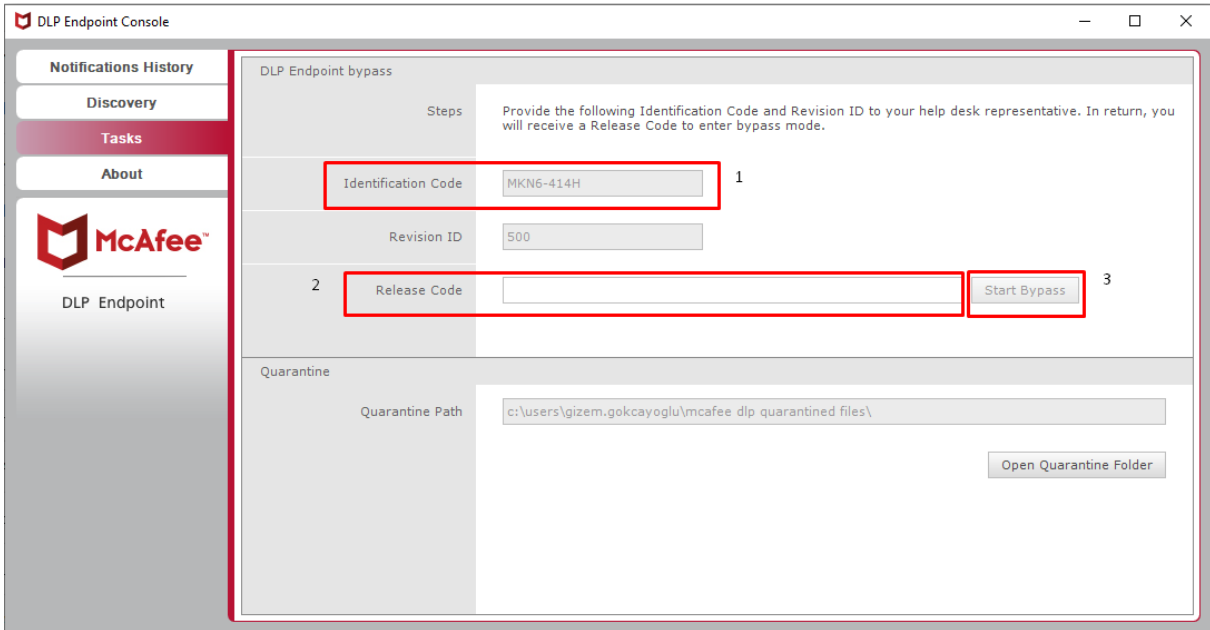 DLP Endpoint Console
Notifications History
Discovery
Tasks
About
McAfee™
DLP Endpoint
DLP Endpoint bypass
Steps
Provide the following Identification Code and Revision ID to your help desk representative. In return, you
will receive a Release Code to enter bypass mode.
Identification Code MKN6-414H 1
Revision ID 500
2 Release Code Start Bypass 3
Quarantine
Quarantine Path c:\users\gizem.gokcayoglu\mcafee dlp quarantined files\
Open Quarantine Folder